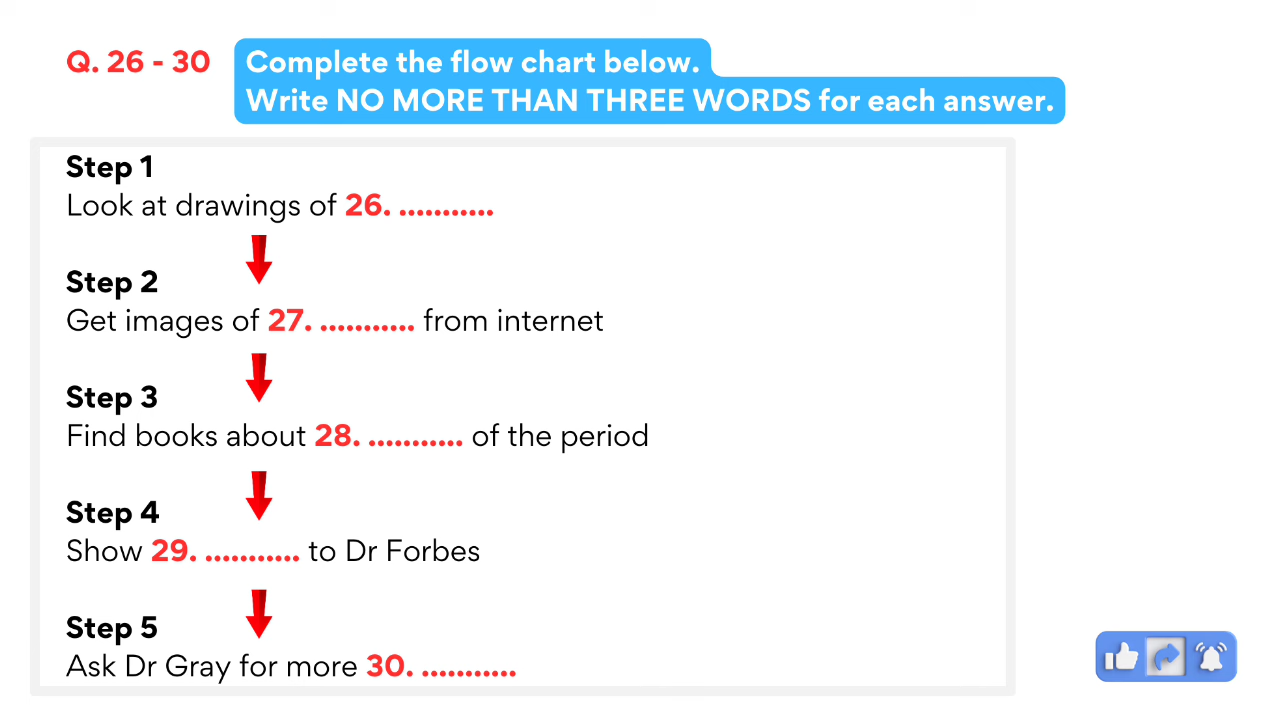 Q. 26 - 30
Complete the flow chart below.
Write NO MORE THAN THREE WORDS for each answer.
Step 1
Look at drawings of 26. ...........
Step 2
Get images of 27. ........... from internet
Step 3
Find books about 28. ........... of the period
Step 4
Show 29. ........... to Dr Forbes
Step 5
Ask Dr Gray for more 30. ...........